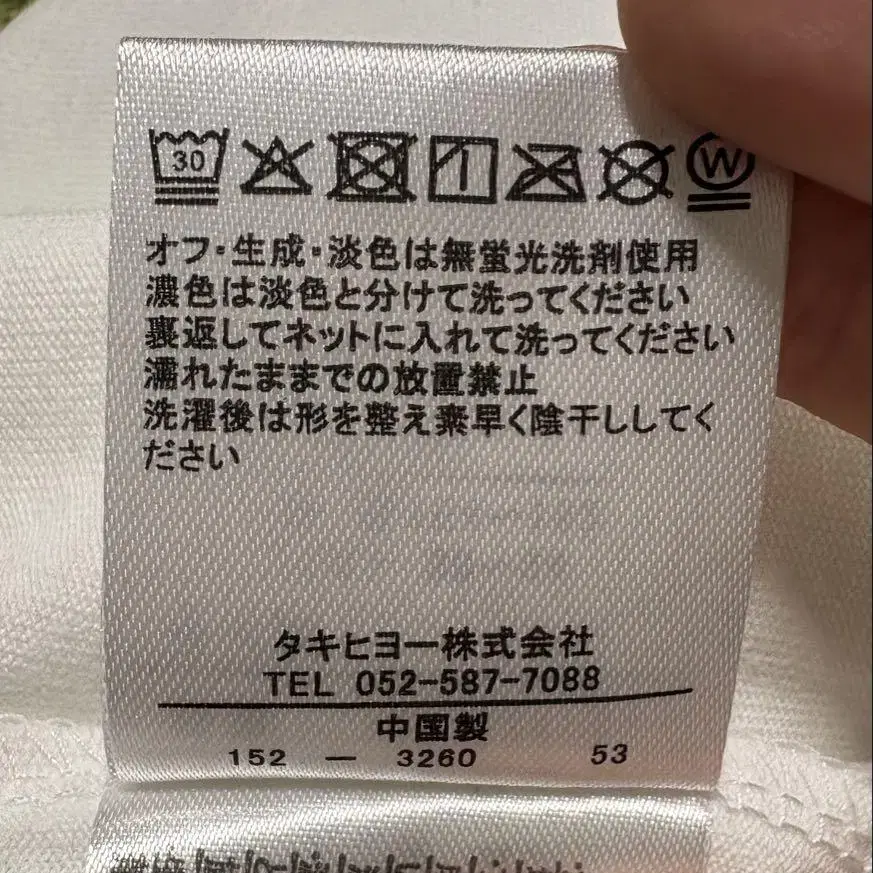 30 W
オフ・生成・淡色は無蛍光洗剤使用
濃色は淡色と分けて洗ってください
裏返してネットに入れて洗ってください
濡れたままでの放置禁止
洗濯後は形を整え素早く陰干ししてく
ださい
タキヒヨー株式会社
TEL 052-587-7088
中国製
152 — 3260 53